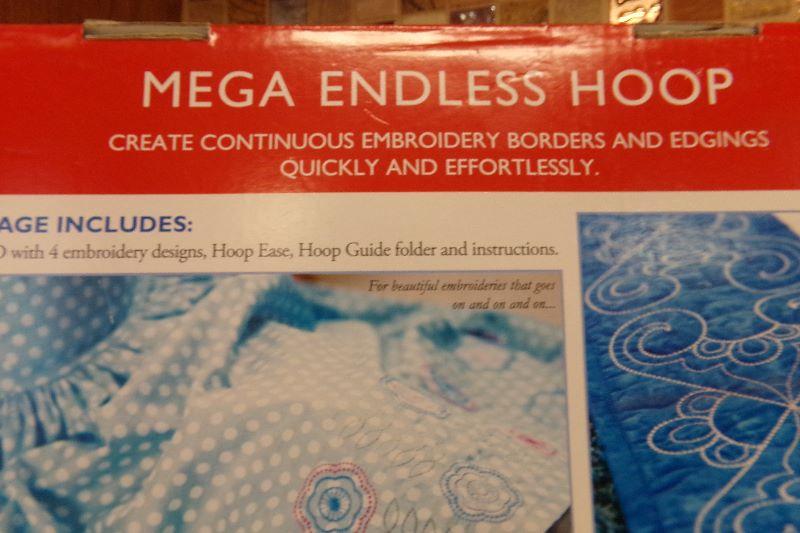 MEGA ENDLESS HOOP
CREATE CONTINUOUS EMBROIDERY BORDERS AND EDGINGS
QUICKLY AND EFFORTLESSLY.
AGE INCLUDES:
D with 4 embroidery designs, Hoop Ease, Hoop Guide folder and instructions.
For beautiful embroideries that goes
on and on and on...